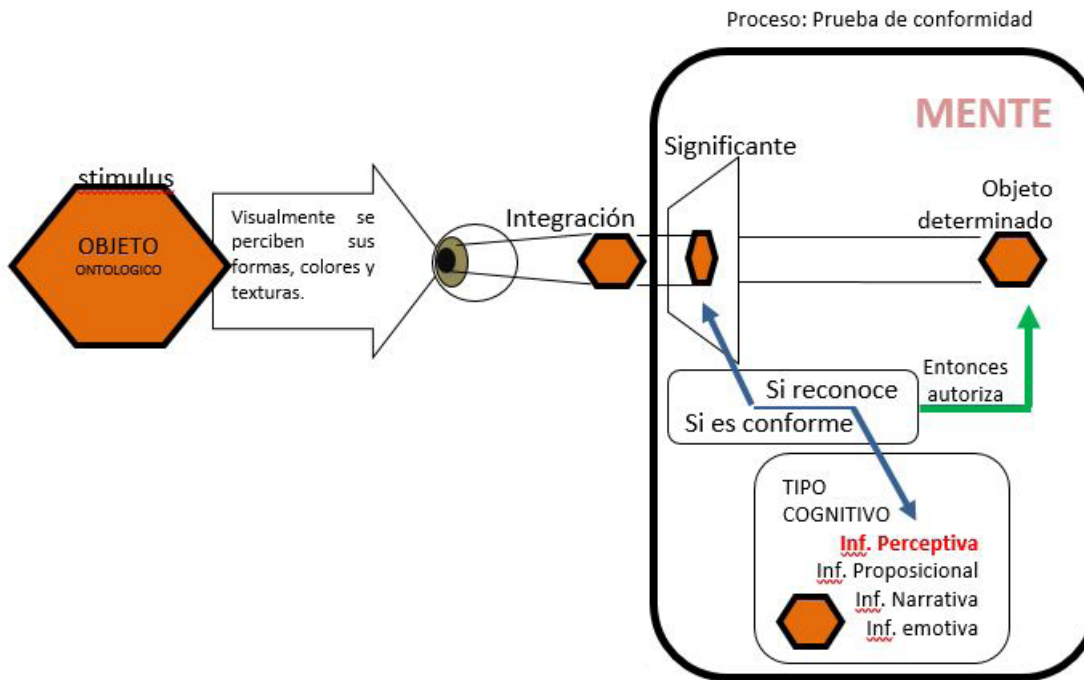 Proceso: Prueba de conformidad
MENTE
stimulus
OBJETO
ONTOLOGICO
Visualmente se
perciben sus
formas, colores y
texturas.
Integración
Significante
Objeto
determinado
Si reconoce
Si es conforme
Entonces
autoriza
TIPO
COGNITIVO
Inf. Perceptiva
Inf. Proposicional
Inf. Narrativa
Inf. emotiva